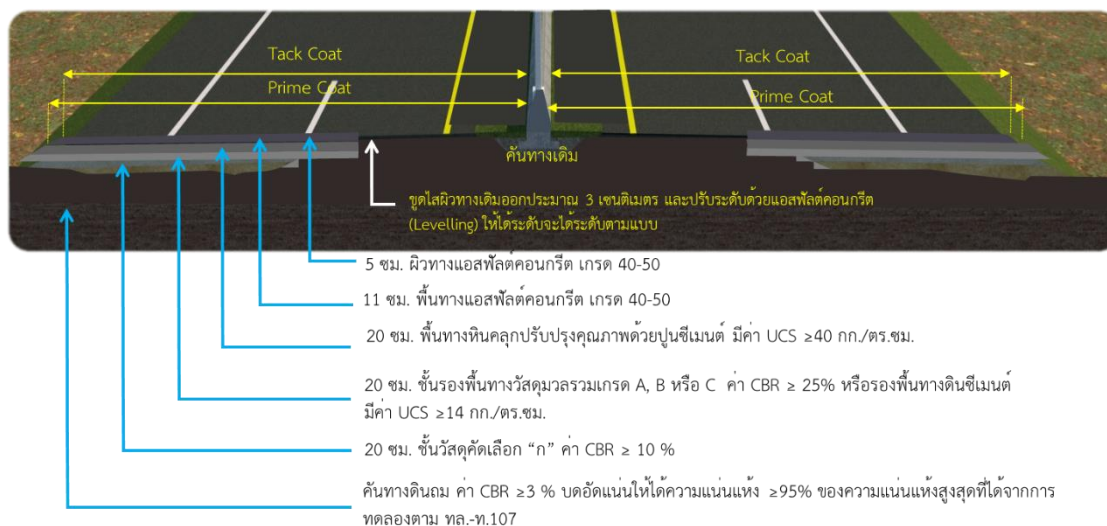 Tack Coat
Tack Coat
Prime Coat
Prime Coat
คันทางเดิม
ขูดไสผิวทางเดิมออกประมาณ 3 เซนติเมตร และปรับระดับด้วยแอสฟัลต์คอนกรีต
(Levelling) ให้ได้ระดับจะได้ระดับตามแบบ
5 ซม. ผิวทางแอสฟัลต์คอนกรีต เกรด 40-50
11 ซม. พื้นทางแอสฟัลต์คอนกรีต เกรด 40-50
20 ซม. พื้นทางหินคลุกปรับปรุงคุณภาพด้วยปูนซีเมนต์ มีค่า UCS ≥40 กก./ตร.ซม.
20 ซม. ชั้นรองพื้นทางวัสดุมวลรวมเกรด A, B หรือ C ค่า CBR ≥ 25% หรือรองพื้นทางดินซีเมนต์
มีค่า UCS ≥14 กก./ตร.ซม.
20 ซม. ชั้นวัสดุคัดเลือก “ก” ค่า CBR ≥ 10 %
คันทางดินถม ค่า CBR ≥3 % บดอัดแน่นให้ได้ความแน่นแห้ง ≥95% ของความแน่นแห้งสูงสุดที่ได้จากการ
ทดลองตาม ทล.-ท.107